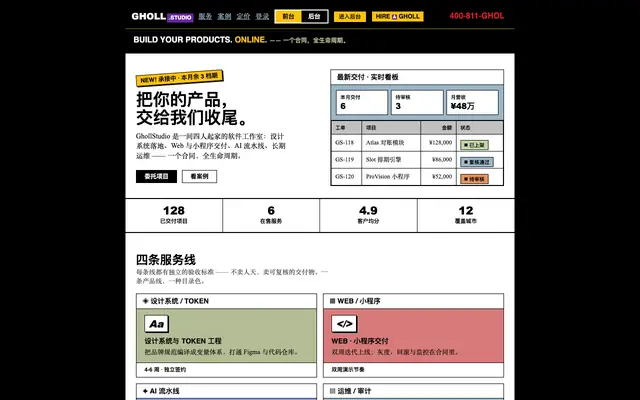 GHOLL.STUDIO 服务 案例 定价 登录 前台 后台 进入后台 HIRE A GHOLL 400-811-GHOL
BUILD YOUR PRODUCTS. ONLINE. —— 一个合同，全生命周期。
NEW! 承接中 · 本月余 3 档期
把你的产品，
交给我们收尾。
GhollStudio 是一间四人起家的软件工作室：设计
系统落地、Web 与小程序交付、AI 流水线、长期
运维 —— 一个合同、全生命周期。
委托项目 看案例
最新交付 · 实时看板
本月交付 待审核 月营收
6 3 ¥48万
工单 项目 金额 状态
GS-118 Atlas 对账模块 ¥128,000 已上架
GS-119 Slot 排期引擎 ¥86,000 复核通过
GS-120 ProVision 小程序 ¥52,000 待审核
128 6 4.9 12
已交付项目 在售服务 客户均分 覆盖城市
四条服务线
每条线都有独立的验收标准 —— 不卖人天，卖可复核的交付物。一
条产品线，一种目录色。
设计系统 / TOKEN
Aa
设计系统与 TOKEN 工程
把品牌规范编译成变量体系，打通 Figma 与代码仓库。
4-6 周 · 独立签约
WEB / 小程序
</>
WEB · 小程序交付
双周迭代上线；灰度、回滚与监控在合同里。
双周演示节奏
AI 流水线
运维 / 审计